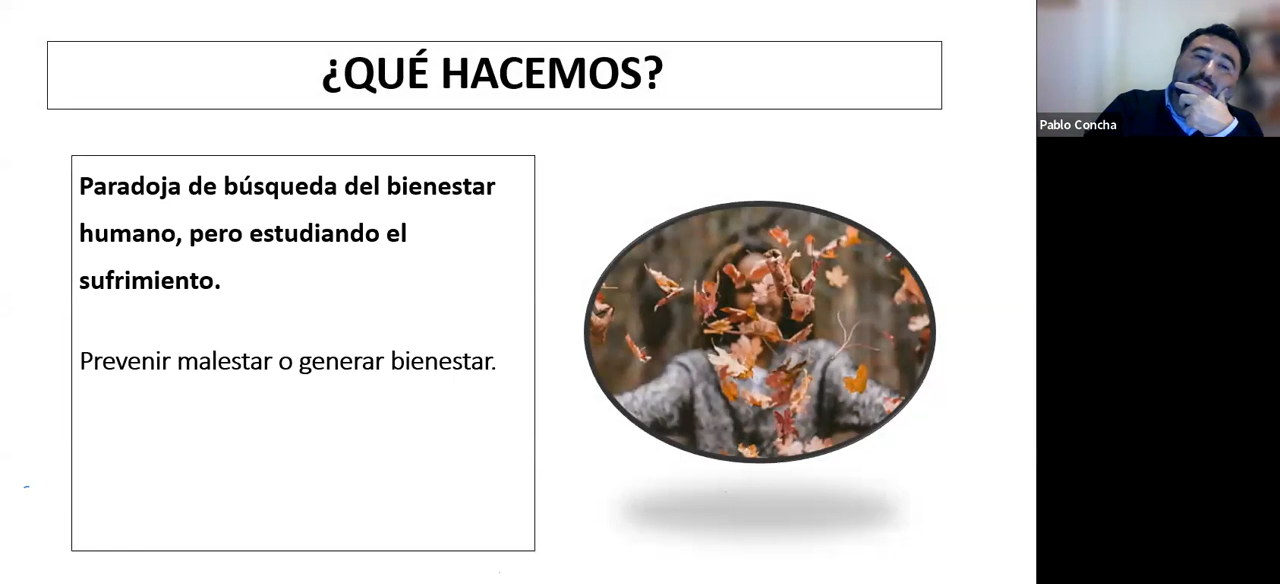 ¿QUÉ HACEMOS?
Paradoja de búsqueda del bienestar
humano, pero estudiando el
sufrimiento.
Prevenir malestar o generar bienestar.
Pablo Concha